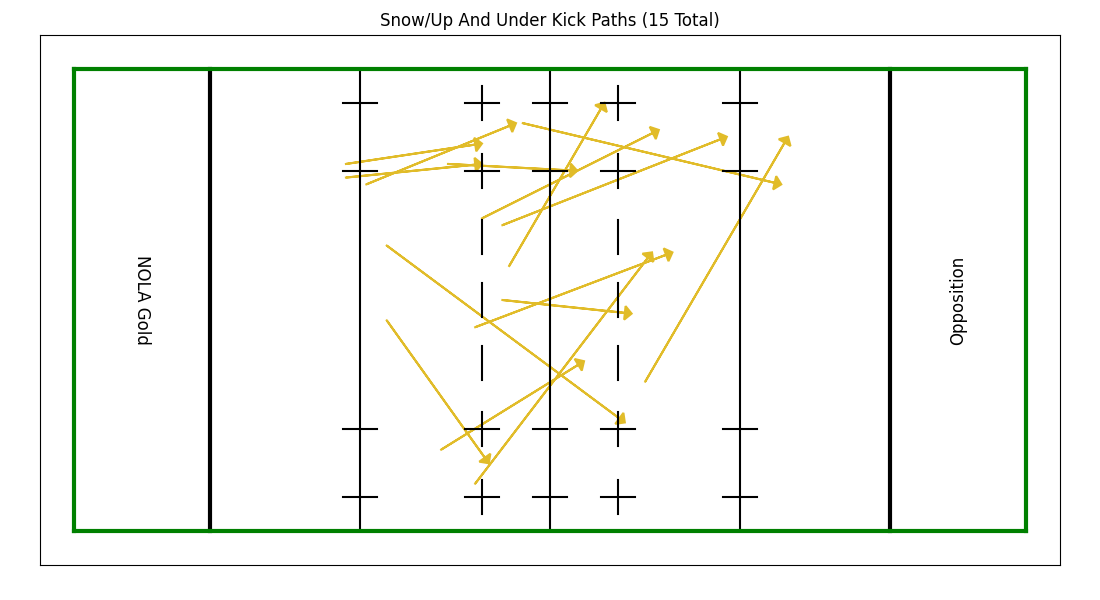 Snow/Up And Under Kick Paths (15 Total)
NOLA Gold
Opposition